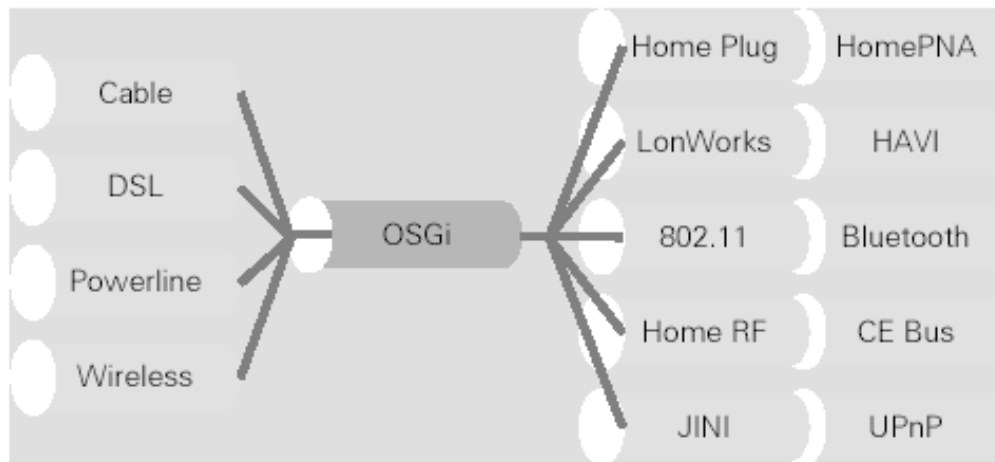 Cable
DSL
Powerline
Wireless
OSGi
Home Plug
HomePNA
LonWorks
HAVI
802.11
Bluetooth
Home RF
CE Bus
JINI
UPnP